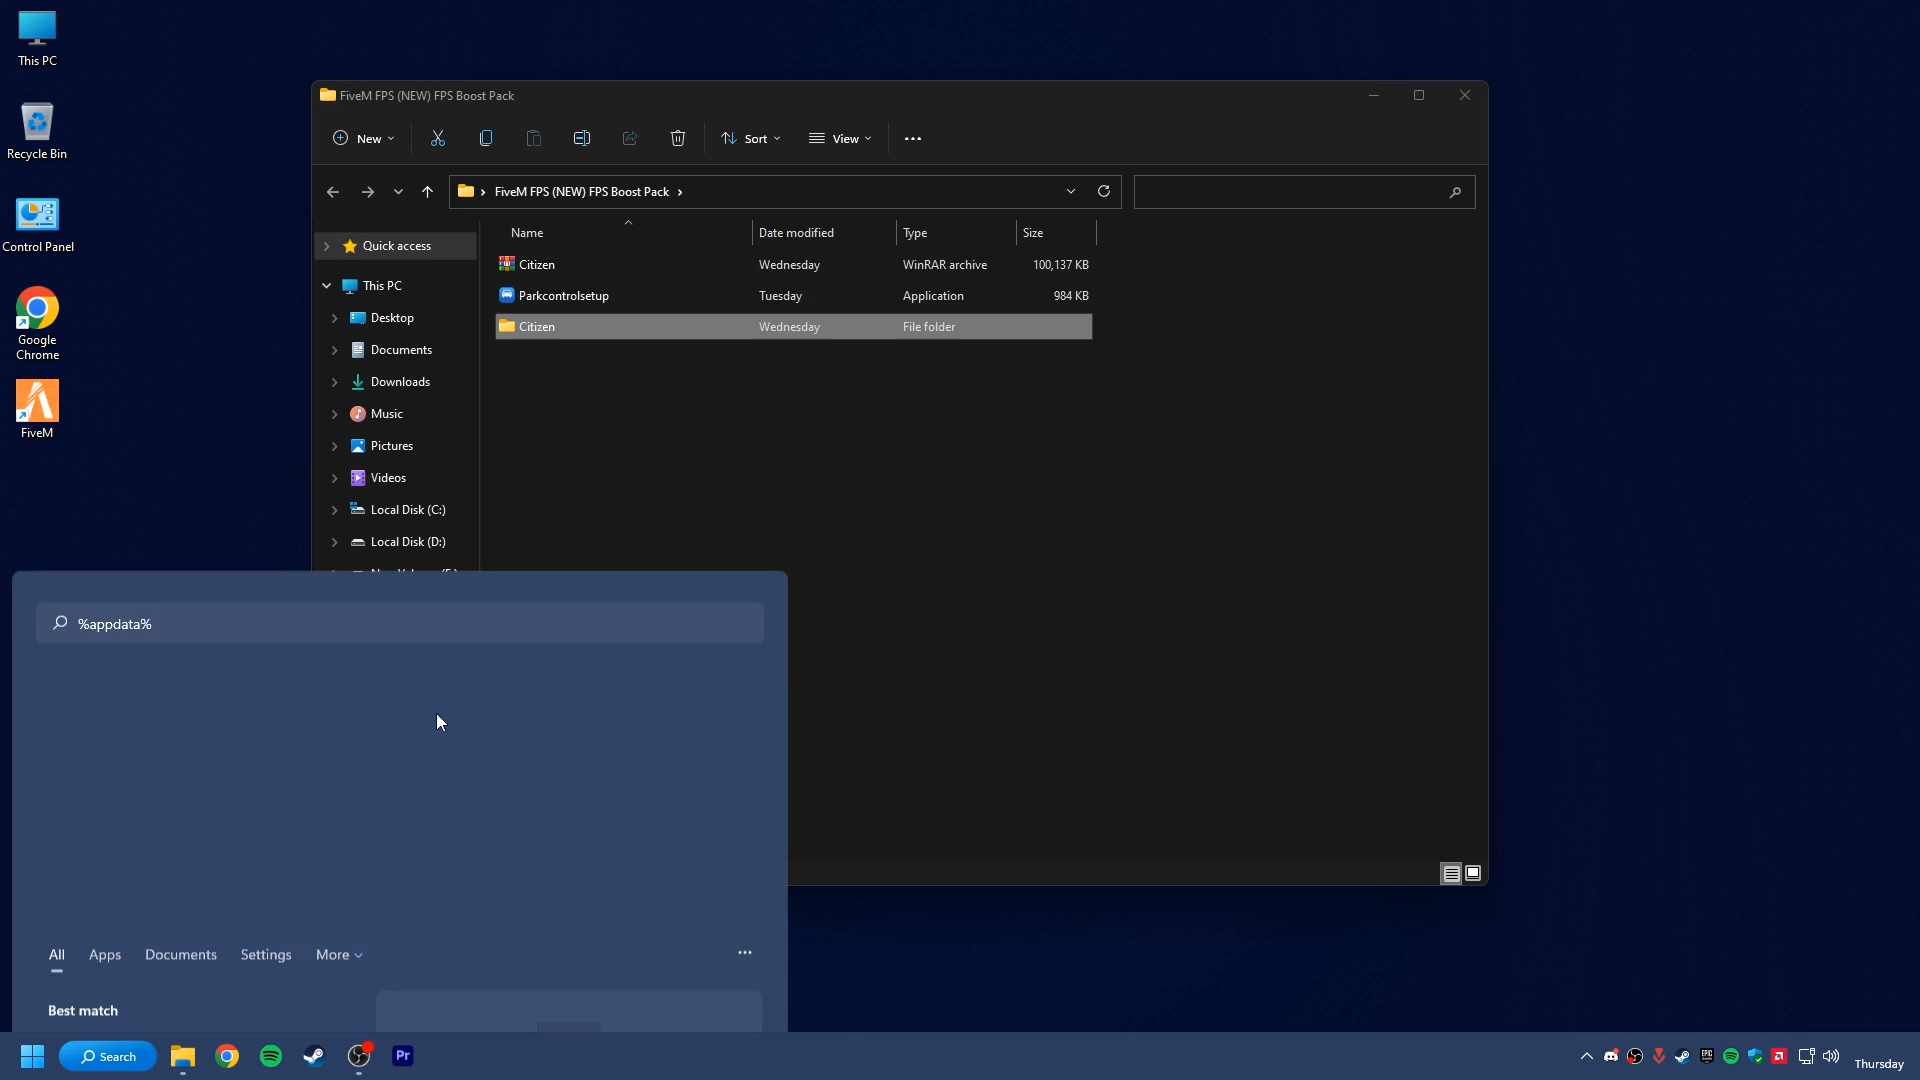 This PC
Recycle Bin
Control Panel
Google
Chrome
FiveM
FiveM FPS (NEW) FPS Boost Pack
New
Sort
View
FiveM FPS (NEW) FPS Boost Pack
Name
Date modified
Type
Size
Citizen
Wednesday
WinRAR archive
100,137 KB
Parkcontrolsetup
Tuesday
Application
984 KB
Citizen
Wednesday
File folder
Quick access
This PC
Desktop
Documents
Downloads
Music
Pictures
Videos
Local Disk (C:)
Local Disk (D:)
%appdata%
All
Apps
Documents
Settings
More
Best match
Search
Pr
Thursday